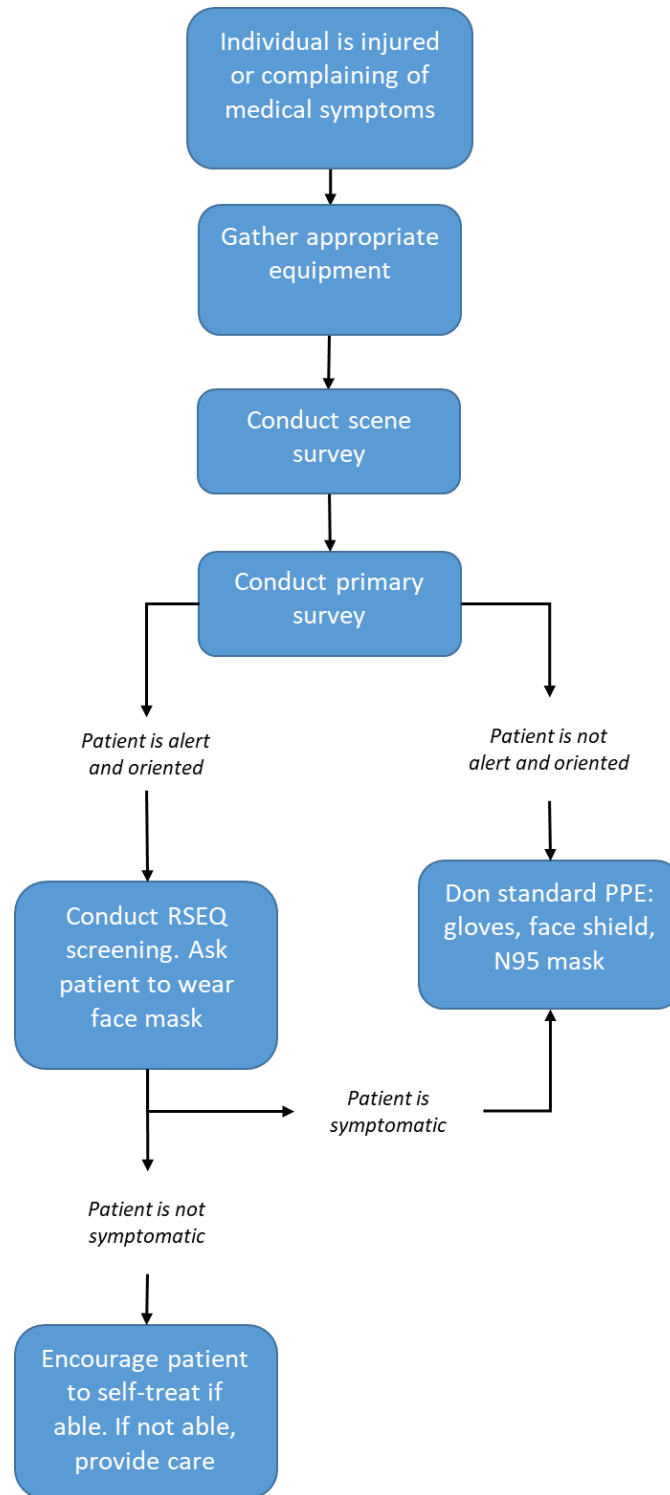 Individual is injured
or complaining of
medical symptoms
Gather appropriate
equipment
Conduct scene
survey
Conduct primary
survey
Patient is alert
and oriented
Patient is not
alert and oriented
Conduct RSEQ
screening. Ask
patient to wear
face mask
Don standard PPE:
gloves, face shield,
N95 mask
Patient is
symptomatic
Patient is not
symptomatic
Encourage patient
to self-treat if
able. If not able,
provide care